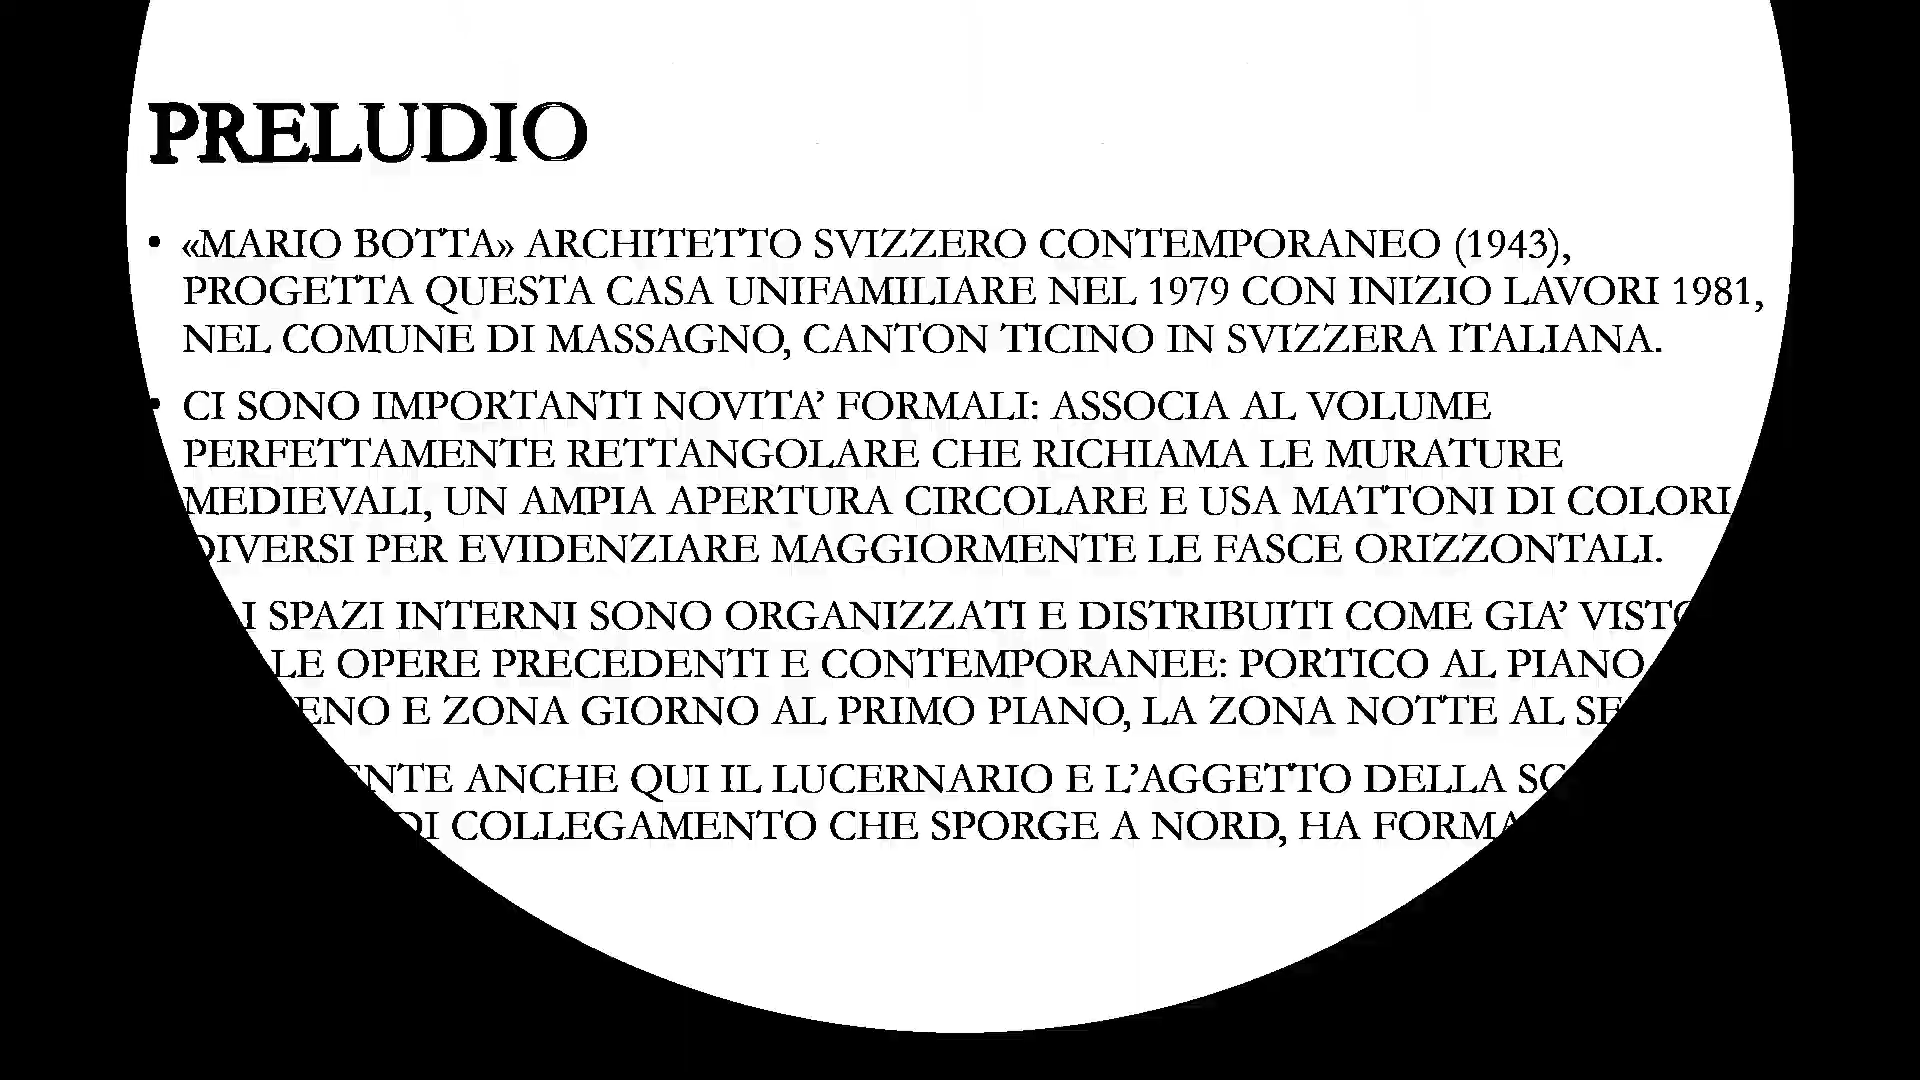 PRELUDIO
• «MARIO BOTTA» ARCHITETTO SVIZZERO CONTEMPORANEO (1943),
PROGETTA QUESTA CASA UNIFAMILIARE NEL 1979 CON INIZIO LAVORI 1981,
NEL COMUNE DI MASSAGNO, CANTON TICINO IN SVIZZERA ITALIANA.
• CI SONO IMPORTANTI NOVITA’ FORMALI: ASSOCIA AL VOLUME
PERFETTAMENTE RETTANGOLARE CHE RICHIAMA LE MURATURE
MEDIEVALI, UN AMPIA APERTURA CIRCOLARE E USA MATTONI DI COLORI
DIVERSI PER EVIDENZIARE MAGGIORMENTE LE FASCE ORIZZONTALI.
I SPAZI INTERNI SONO ORGANIZZATI E DISTRIBUITI COME GIA’ VISTO
LE OPERE PRECEDENTI E CONTEMPORANEE: PORTICO AL PIANO
E ZONA GIORNO AL PRIMO PIANO, LA ZONA NOTTE AL
ANCHE QUI IL LUCERNARIO E L’AGGETTO DELLA
DI COLLEGAMENTO CHE SPORGE A NORD, HA